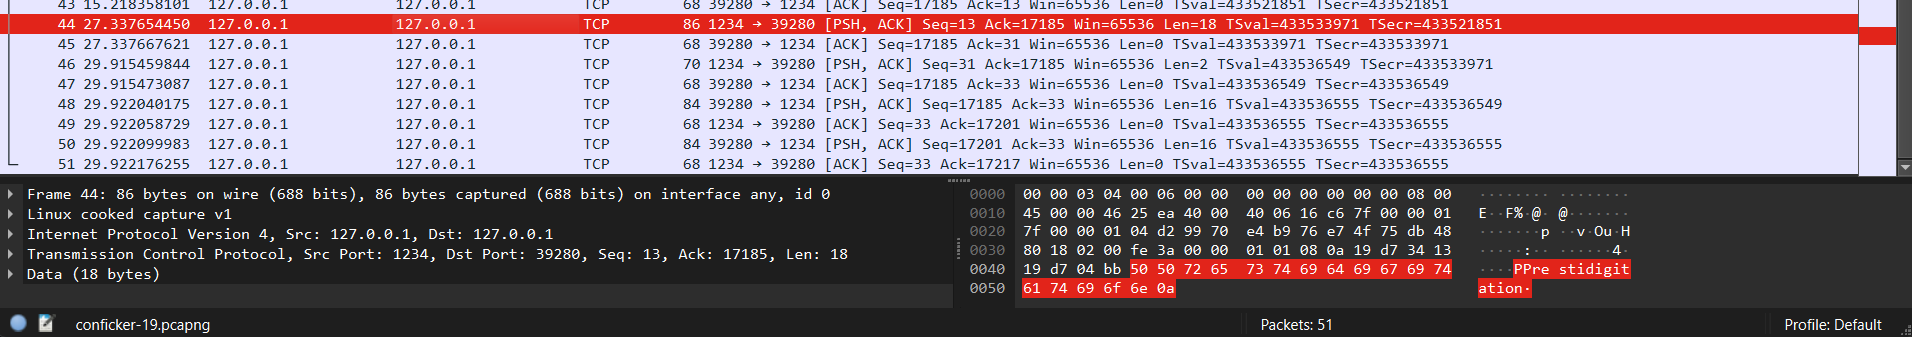 43 15.218358101 127.0.0.1 127.0.0.1 TCP 68 39280 → 1234 [ACK] Seq=17185 Ack=13 Win=65536 Len=0 TSval=433521851 TSecr=433521851
44 27.337654450 127.0.0.1 127.0.0.1 TCP 86 1234 → 39280 [PSH, ACK] Seq=13 Ack=17185 Win=65536 Len=18 TSval=433533971 TSecr=433521851
45 27.337667621 127.0.0.1 127.0.0.1 TCP 68 39280 → 1234 [ACK] Seq=17185 Ack=31 Win=65536 Len=0 TSval=433533971 TSecr=433533971
46 29.915459844 127.0.0.1 127.0.0.1 TCP 70 1234 → 39280 [PSH, ACK] Seq=31 Ack=17185 Win=65536 Len=2 TSval=433536549 TSecr=433533971
47 29.915473087 127.0.0.1 127.0.0.1 TCP 68 39280 → 1234 [ACK] Seq=17185 Ack=33 Win=65536 Len=0 TSval=433536549 TSecr=433536549
48 29.922040175 127.0.0.1 127.0.0.1 TCP 84 39280 → 1234 [PSH, ACK] Seq=17185 Ack=33 Win=65536 Len=16 TSval=433536555 TSecr=433536549
49 29.922058729 127.0.0.1 127.0.0.1 TCP 68 1234 → 39280 [ACK] Seq=33 Ack=17201 Win=65536 Len=0 TSval=433536555 TSecr=433536555
50 29.922099983 127.0.0.1 127.0.0.1 TCP 84 39280 → 1234 [PSH, ACK] Seq=17201 Ack=33 Win=65536 Len=16 TSval=433536555 TSecr=433536555
51 29.922176255 127.0.0.1 127.0.0.1 TCP 68 1234 → 39280 [ACK] Seq=33 Ack=17217 Win=65536 Len=0 TSval=433536555 TSecr=433536555
Frame 44: 86 bytes on wire (688 bits), 86 bytes captured (688 bits) on interface any, id 0
Linux cooked capture v1
Internet Protocol Version 4, Src: 127.0.0.1, Dst: 127.0.0.1
Transmission Control Protocol, Src Port: 1234, Dst Port: 39280, Seq: 13, Ack: 17185, Len: 18
Data (18 bytes)
0000 00 00 03 04 00 06 00 00 00 00 00 00 00 00 08 00 ········ ········
0010 45 00 00 46 25 ea 40 00 40 06 16 c6 7f 00 00 01 E··F%·@· @·······
0020 7f 00 00 01 04 d2 99 70 e4 b9 76 e7 4f 75 db 48 ·······p ··v·Ou·H
0030 80 18 02 00 fe 3a 00 00 01 01 08 0a 19 d7 34 13 ·····:·· ······4·
0040 19 d7 04 bb 50 50 72 65 73 74 69 64 69 67 69 74 ····PPre stidigit
0050 61 74 69 6f 6e 0a ation·
conficker-19.pcapng
Packets: 51
Profile: Default